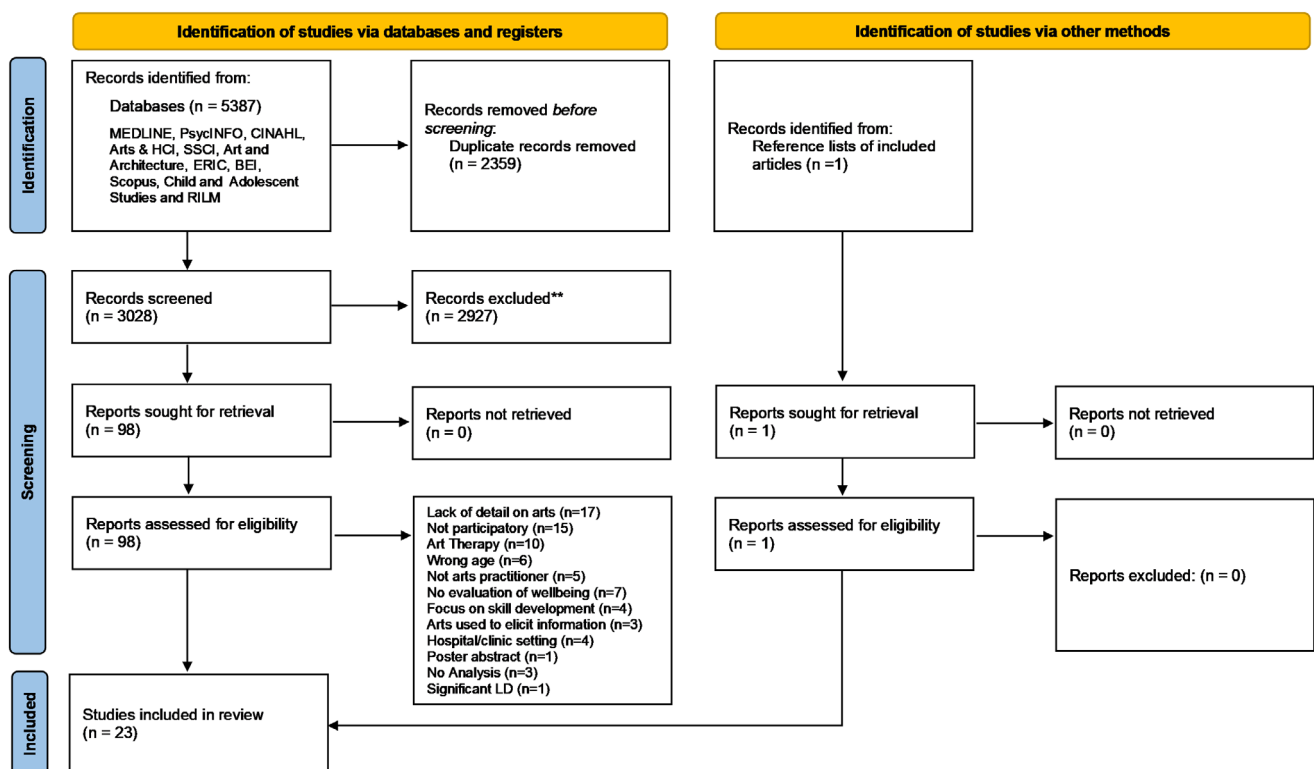 Identification of studies via databases and registers
Identification of studies via other methods
Identification
Records identified from:
Databases (n = 5387)
MEDLINE, PsycINFO, CINAHL,
Arts & HCI, SSCI, Art and
Architecture, ERIC, BEI,
Scopus, Child and Adolescent
Studies and RILM
Records removed before
screening:
Duplicate records removed
(n = 2359)
Records identified from:
Reference lists of included
articles (n =1)
Screening
Records screened
(n = 3028)
Records excluded**
(n = 2927)
Reports sought for retrieval
(n = 98)
Reports not retrieved
(n = 0)
Reports sought for retrieval
(n = 1)
Reports not retrieved
(n = 0)
Reports assessed for eligibility
(n = 98)
Lack of detail on arts (n=17)
Not participatory (n=15)
Art Therapy (n=10)
Wrong age (n=6)
Not arts practitioner (n=5)
No evaluation of wellbeing (n=7)
Focus on skill development (n=4)
Arts used to elicit information (n=3)
Hospital/clinic setting (n=4)
Poster abstract (n=1)
No Analysis (n=3)
Significant LD (n=1)
Reports assessed for eligibility
(n = 1)
Reports excluded: (n = 0)
Included
Studies included in review
(n = 23)